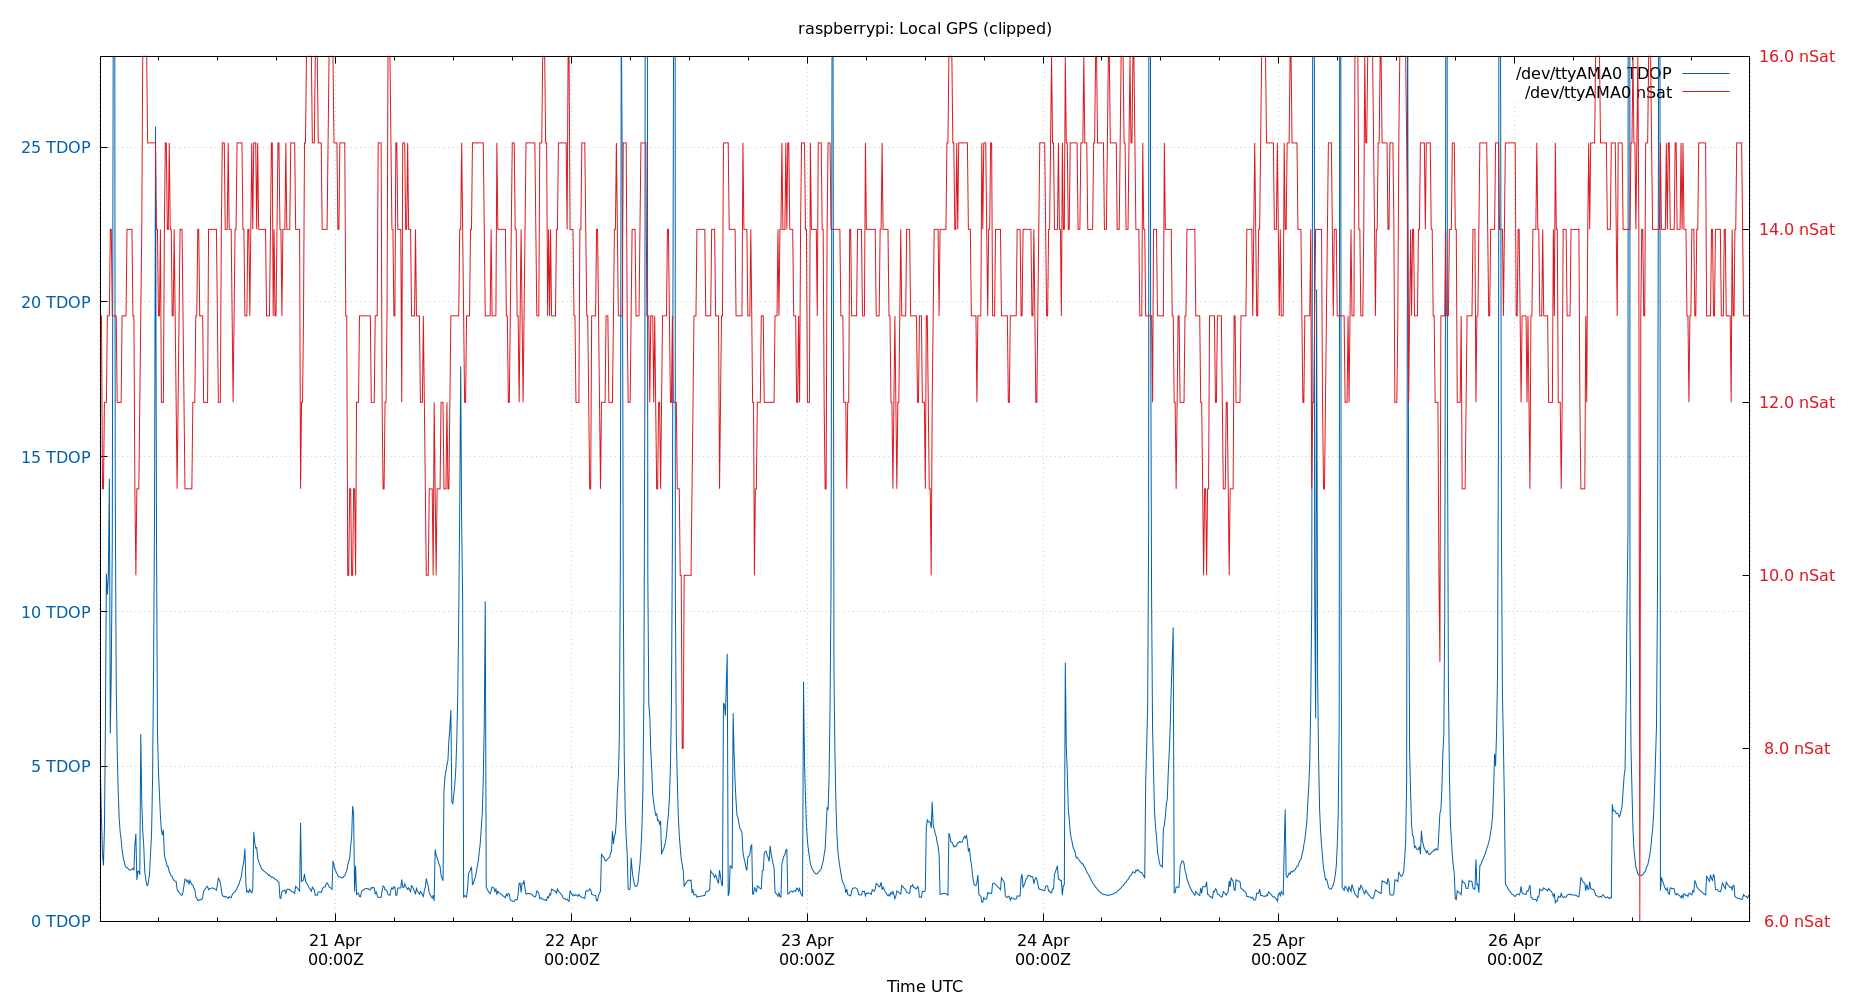 raspberrypi: Local GPS (clipped)
/dev/ttyAMA0 TDOP
/dev/ttyAMA0 nSat
25 TDOP
20 TDOP
15 TDOP
10 TDOP
5 TDOP
0 TDOP
16.0 nSat
14.0 nSat
12.0 nSat
10.0 nSat
8.0 nSat
6.0 nSat
21 Apr
00:00Z
22 Apr
00:00Z
23 Apr
00:00Z
24 Apr
00:00Z
25 Apr
00:00Z
26 Apr
00:00Z
Time UTC